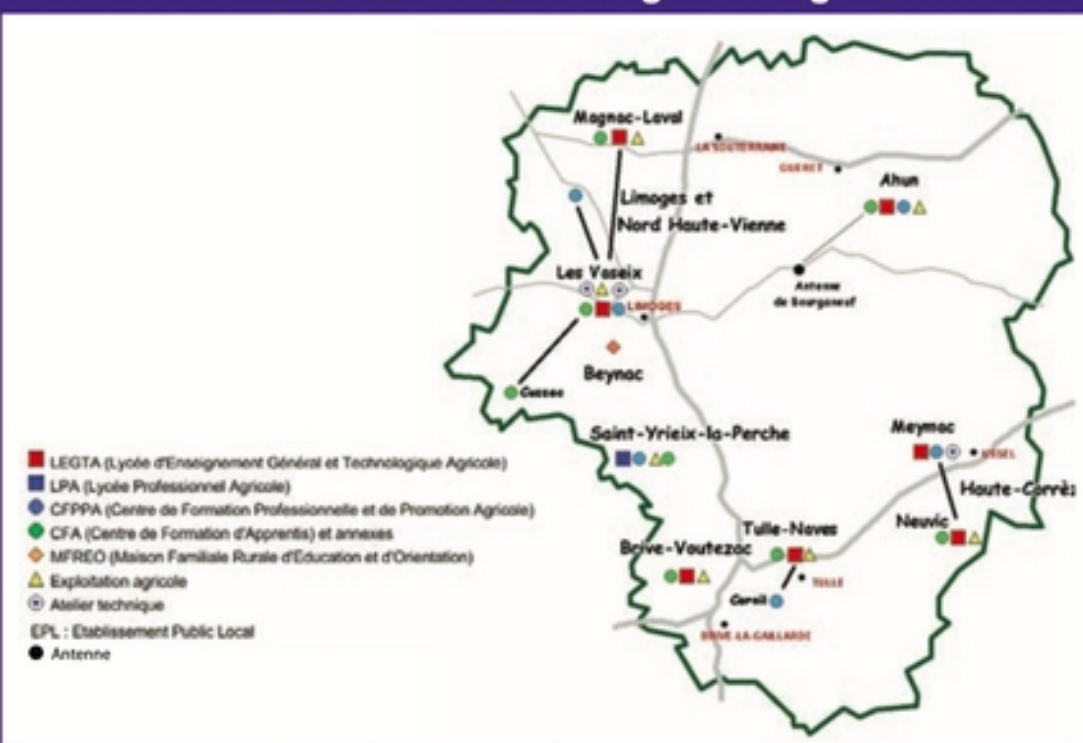 Magnac-Laval
LA SOUTERRAINE
GUERET
Ahun
Limoges et
Nord Haute-Vienne
Les Vaseix
Antenne
de Bourganeuf
LIMOGES
Beynac
Cussac
Saint-Yrieix-la-Perche
Meymac
USSEL
Haute-Corrèz
Neuvic
Tulle-Naves
Brive-Voutezac
TULLE
Cornil
BRIVE-LA-GAILLARDE
LEGTA (Lycée d'Enseignement Général et Technologique Agricole)
LPA (Lycée Professionnel Agricole)
CFPPA (Centre de Formation Professionnelle et de Promotion Agricole)
CFA (Centre de Formation d'Apprentis) et annexes
MFREO (Maison Familiale Rurale d'Education et d'Orientation)
Exploitation agricole
Atelier technique
EPL : Etablissement Public Local
Antenne